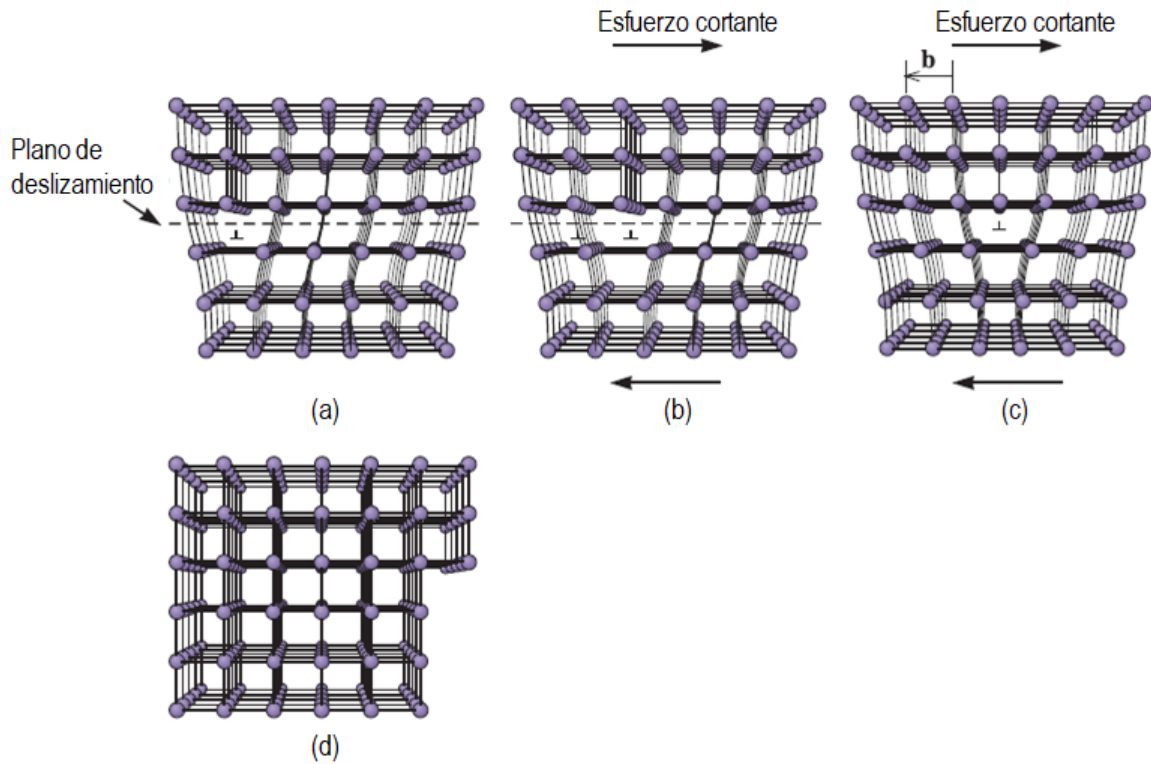 Esfuerzo cortante
Esfuerzo cortante
b
Plano de
deslizamiento
⊥
⊥ ⊥
⊥
(a)
(b)
(c)
(d)